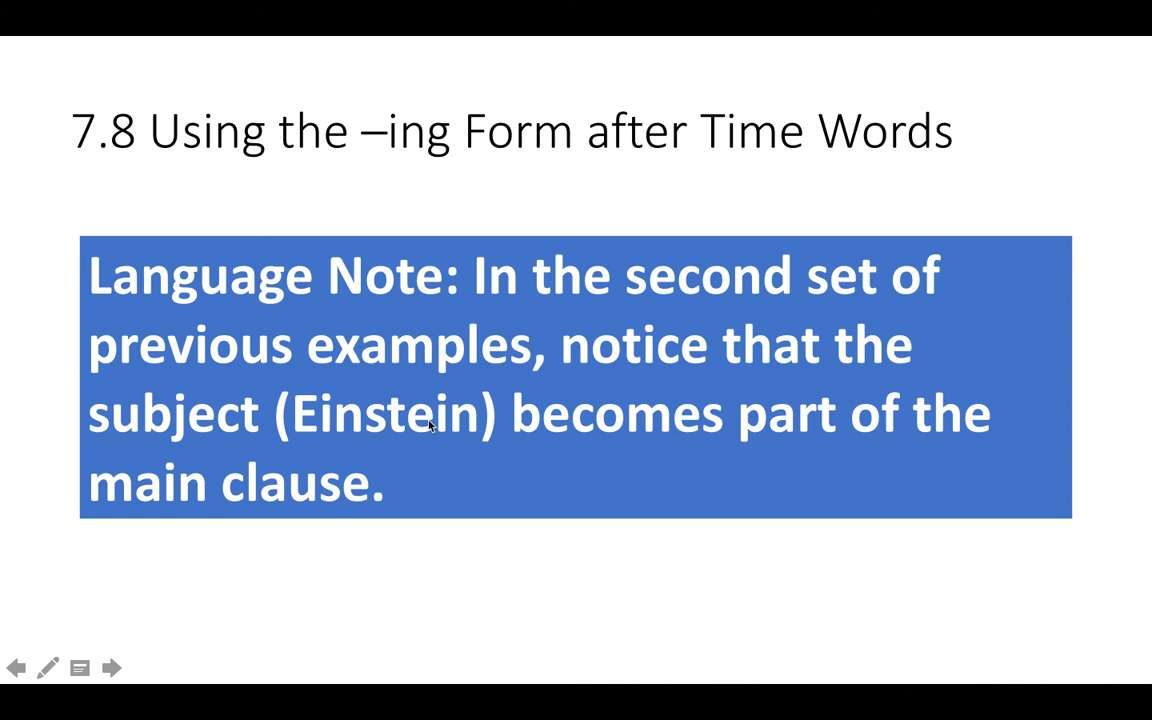 7.8 Using the –ing Form after Time Words
Language Note: In the second set of
previous examples, notice that the
subject (Einstein) becomes part of the
main clause.